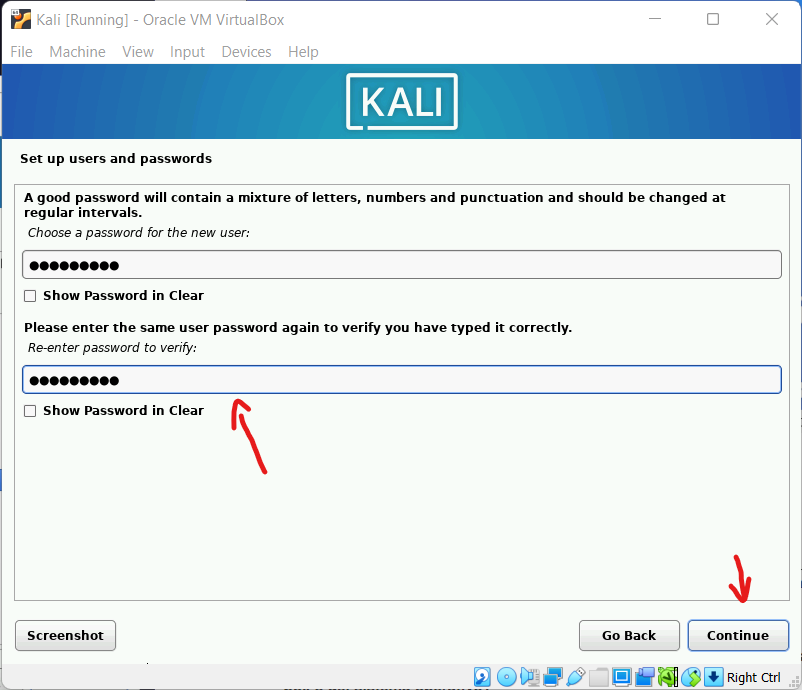 Kali [Running] - Oracle VM VirtualBox
File Machine View Input Devices Help
KALI
Set up users and passwords
A good password will contain a mixture of letters, numbers and punctuation and should be changed at
regular intervals.
Choose a password for the new user:
●●●●●●●●●
Show Password in Clear
Please enter the same user password again to verify you have typed it correctly.
Re-enter password to verify:
●●●●●●●●●
Show Password in Clear
Screenshot Go Back Continue
Right Ctrl